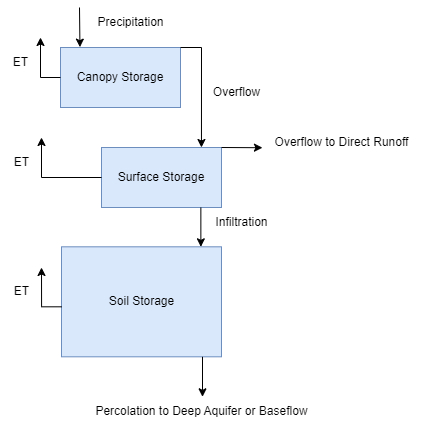 Precipitation
ET
Canopy Storage
Overflow
Overflow to Direct Runoff
ET
Surface Storage
Infiltration
ET
Soil Storage
Percolation to Deep Aquifer or Baseflow